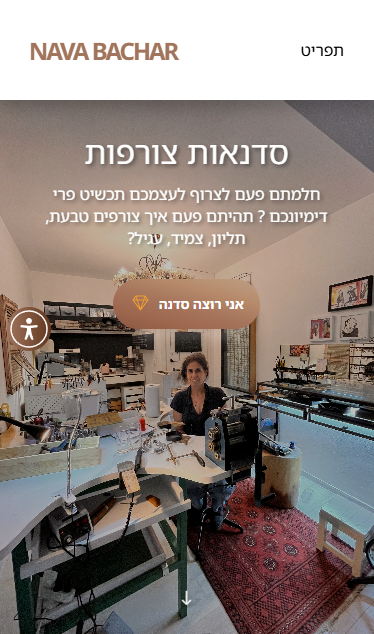 NAVA BACHAR
תפריט
סדנאות צורפות
חלמתם פעם לצרוף לעצמכם תכשיט פרי
דימיונכם ? תהיתם פעם איך צורפים טבעת,
תליון, צמיד, עגיל?
אני רוצה סדנה